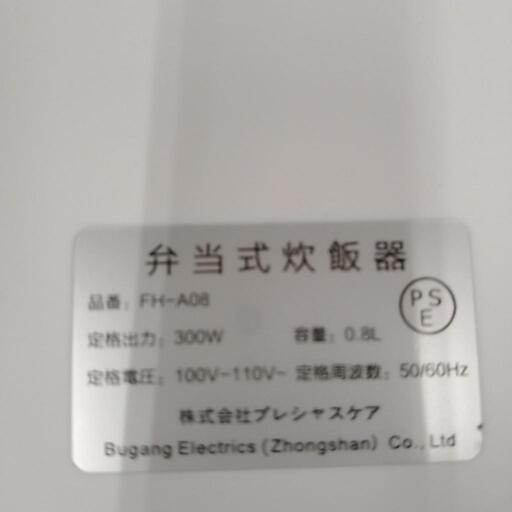 弁当式炊飯器
品番: FH-A08
PSE
定格出力: 300W 容量: 0.8L
定格電圧: 100V-110V~ 定格周波数: 50/60Hz
株式会社プレシャスケア
Bugang Electrics (Zhongshan) Co., Ltd